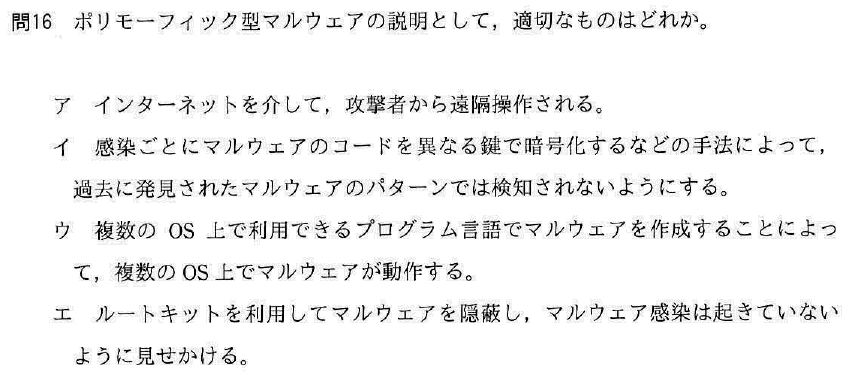 問16 ポリモーフィック型マルウェアの説明として，適切なものはどれか。
ア インターネットを介して，攻撃者から遠隔操作される。
イ 感染ごとにマルウェアのコードを異なる鍵で暗号化するなどの手法によって，
過去に発見されたマルウェアのパターンでは検知されないようにする。
ウ 複数の OS 上で利用できるプログラム言語でマルウェアを作成することによっ
て，複数の OS 上でマルウェアが動作する。
エ ルートキットを利用してマルウェアを隠蔽し，マルウェア感染は起きていない
ように見せかける。